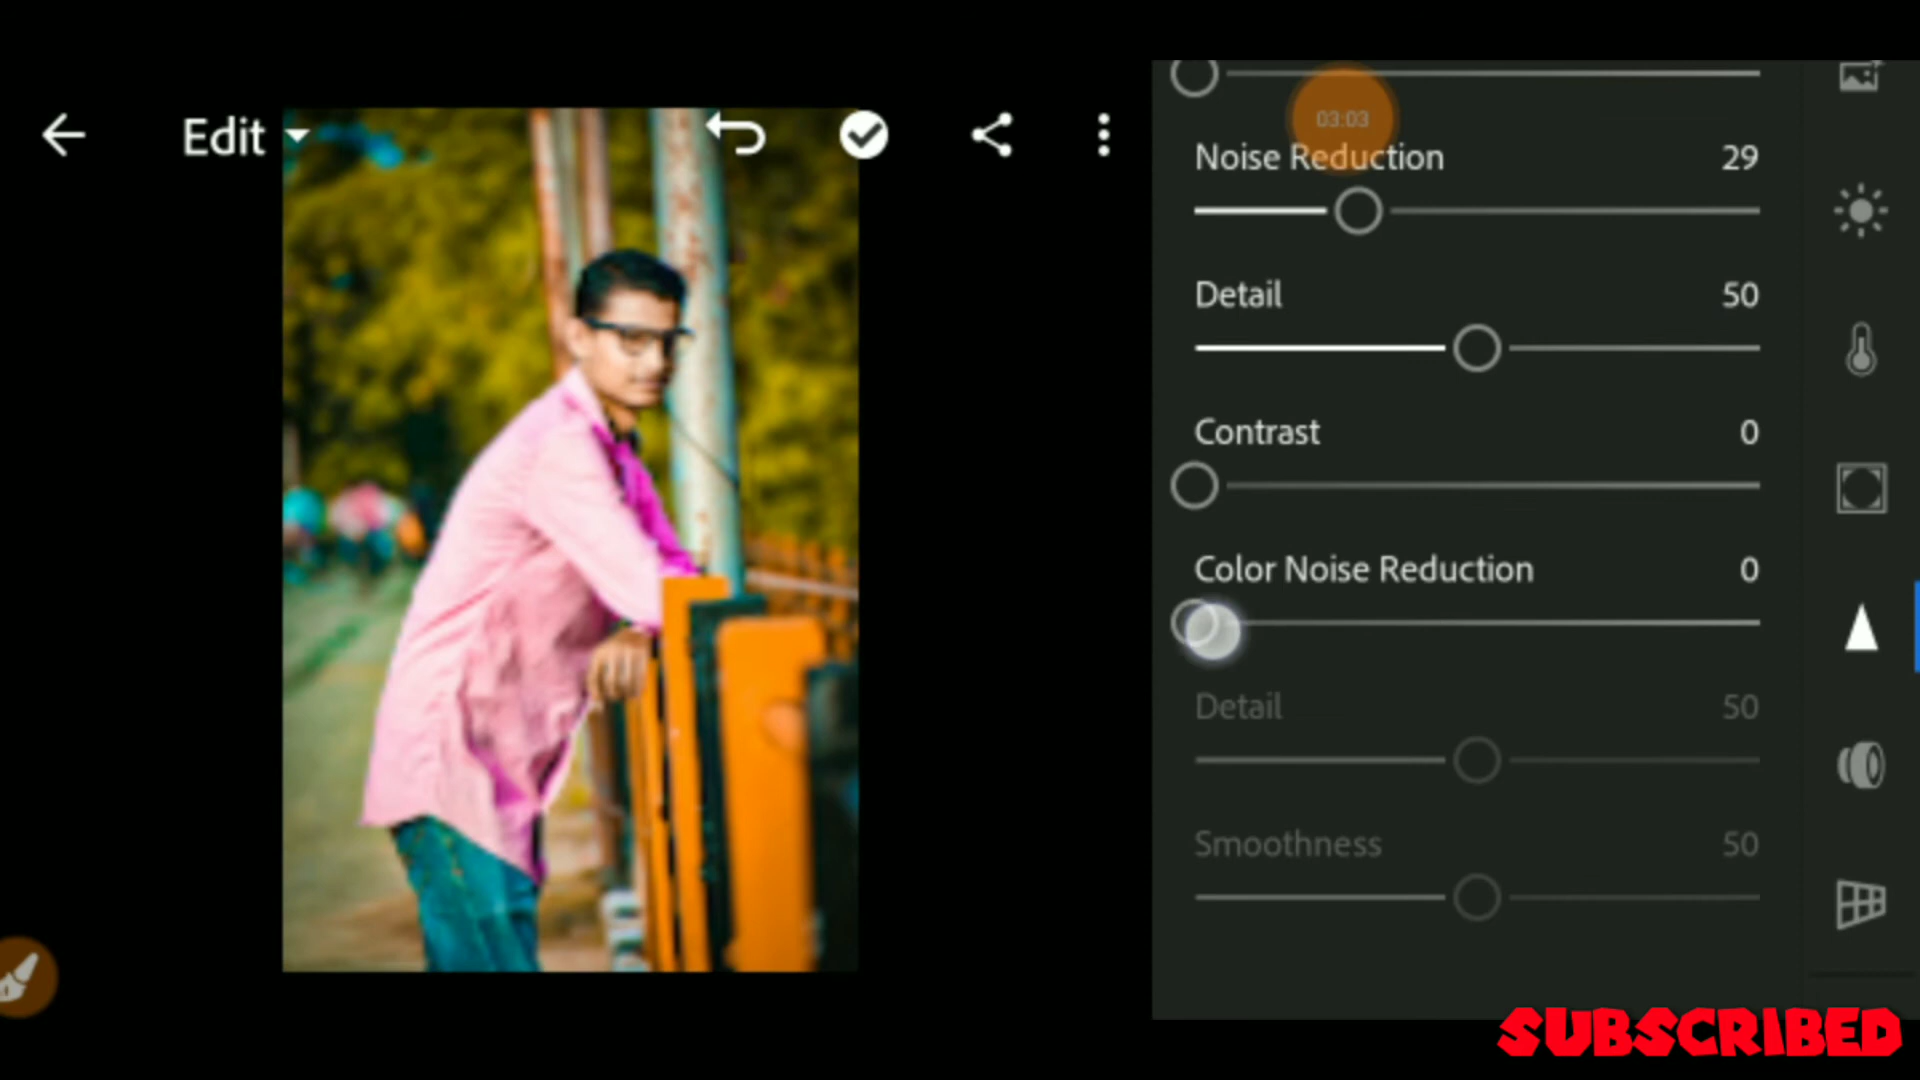 Edit
03:03
Noise Reduction 29
Detail 50
Contrast 0
Color Noise Reduction 0
Detail 50
Smoothness 50
SUBSCRIBED